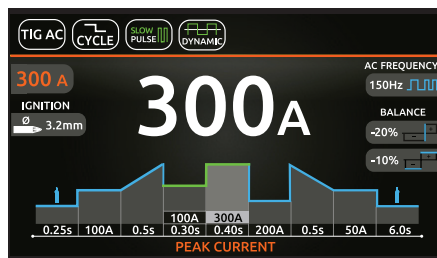 TIG AC
CYCLE
SLOW
PULSE
DYNAMIC
300 A
300A
AC FREQUENCY
150Hz
IGNITION
Ø 3.2mm
BALANCE
-20%
-10%
100A 300A
0.25s 100A 0.5s 0.30s 0.40s 200A 0.5s 50A 6.0s
PEAK CURRENT